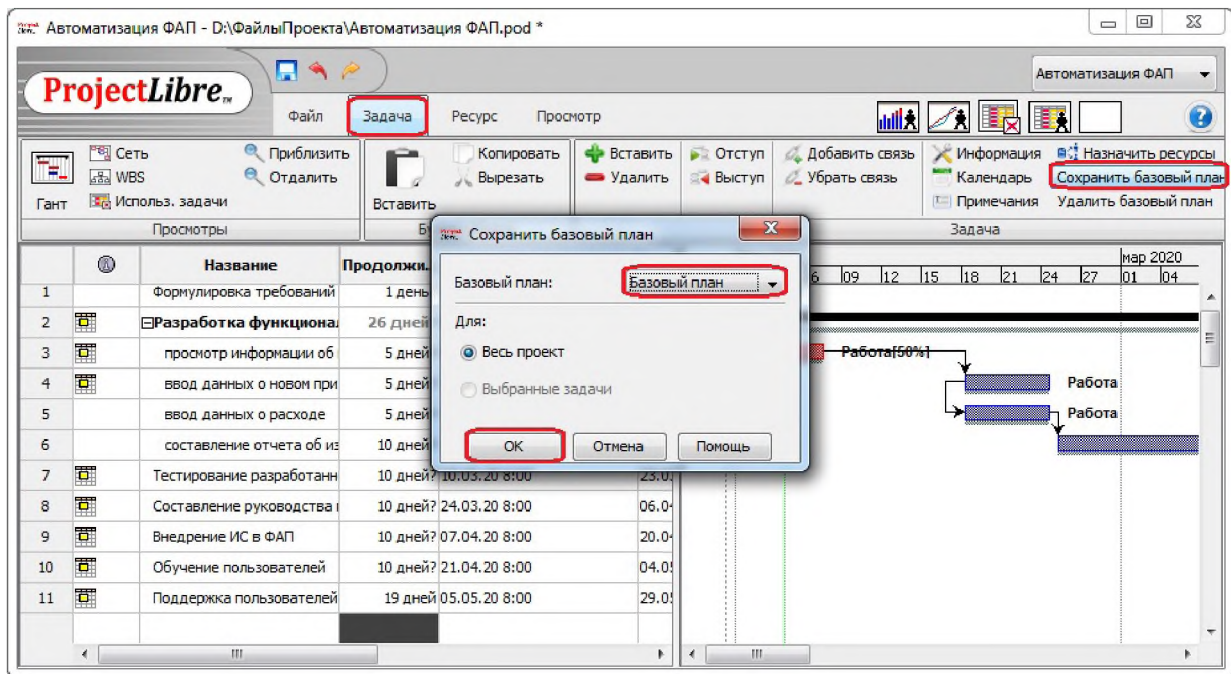 Автоматизация ФАП - D:\ФайлыПроекта\Автоматизация ФАП.pod *
ProjectLibre™
Автоматизация ФАП
Файл Задача Ресурс Просмотр
Сеть Приблизить Копировать Вставить Отступ Добавить связь Информация Назначить ресурсы
WBS Отдалить Вырезать Удалить Выступ Убрать связь Календарь Сохранить базовый план
Гант Использ. задачи Вставить Примечания Удалить базовый план
Просмотры Задача
Сохранить базовый план
Базовый план: Базовый план
Для:
Весь проект
Выбранные задачи
OK Отмена Помощь
Название Продолжи..
мар 2020
6 09 12 15 18 21 24 27 01 04
1 Формулировка требований 1 день
2 Разработка функциона 26 дней
3 просмотр информации об 5 дней Работа[50%]
4 ввод данных о новом при 5 дней Работа
5 ввод данных о расходе 5 дней Работа
6 составление отчета об из 10 дней
7 Тестирование разработанн 10 дней? 10.03.20 8:00 23.0
8 Составление руководства 10 дней? 24.03.20 8:00 06.0
9 Внедрение ИС в ФАП 10 дней? 07.04.20 8:00 20.0
10 Обучение пользователей 10 дней? 21.04.20 8:00 04.0
11 Поддержка пользователей 19 дней 05.05.20 8:00 29.0